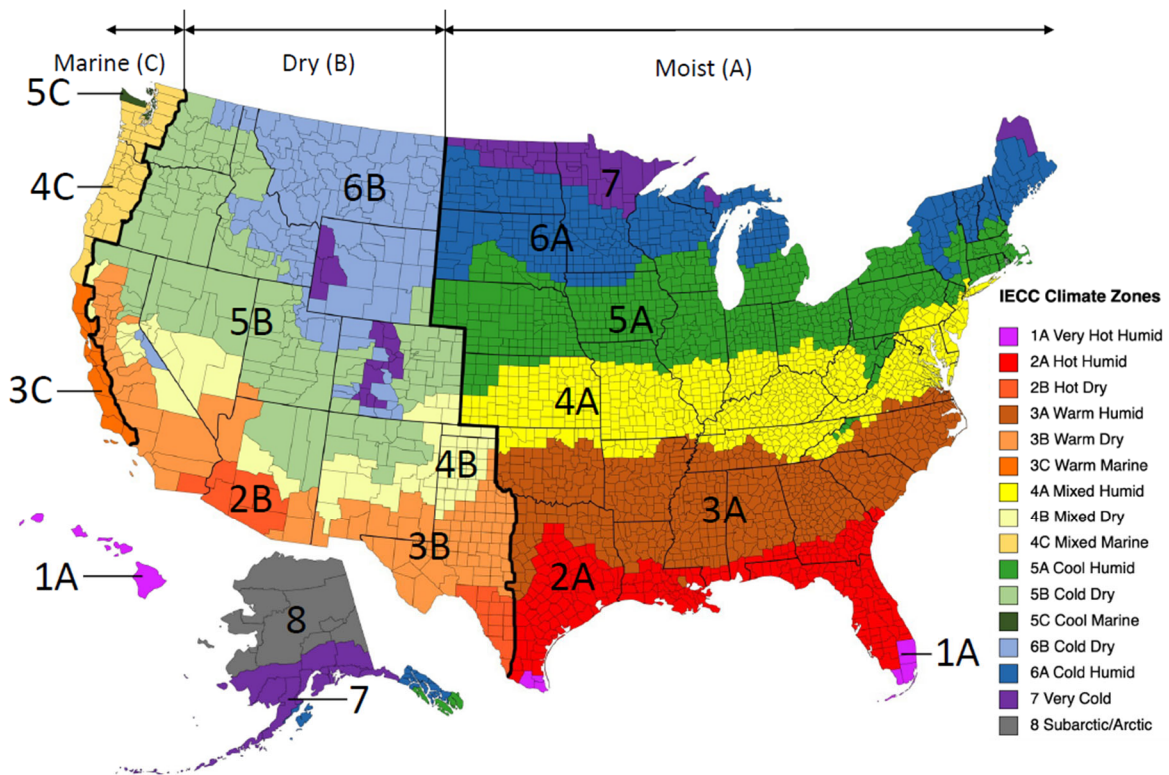 Marine (C)
Dry (B)
Moist (A)
5C
4C
6B
7
6A
5B
5A
3C
4A
4B
2B
3A
3B
1A
2A
8
1A
7
IECC Climate Zones
1A Very Hot Humid
2A Hot Humid
2B Hot Dry
3A Warm Humid
3B Warm Dry
3C Warm Marine
4A Mixed Humid
4B Mixed Dry
4C Mixed Marine
5A Cool Humid
5B Cold Dry
5C Cool Marine
6B Cold Dry
6A Cold Humid
7 Very Cold
8 Subarctic/Arctic